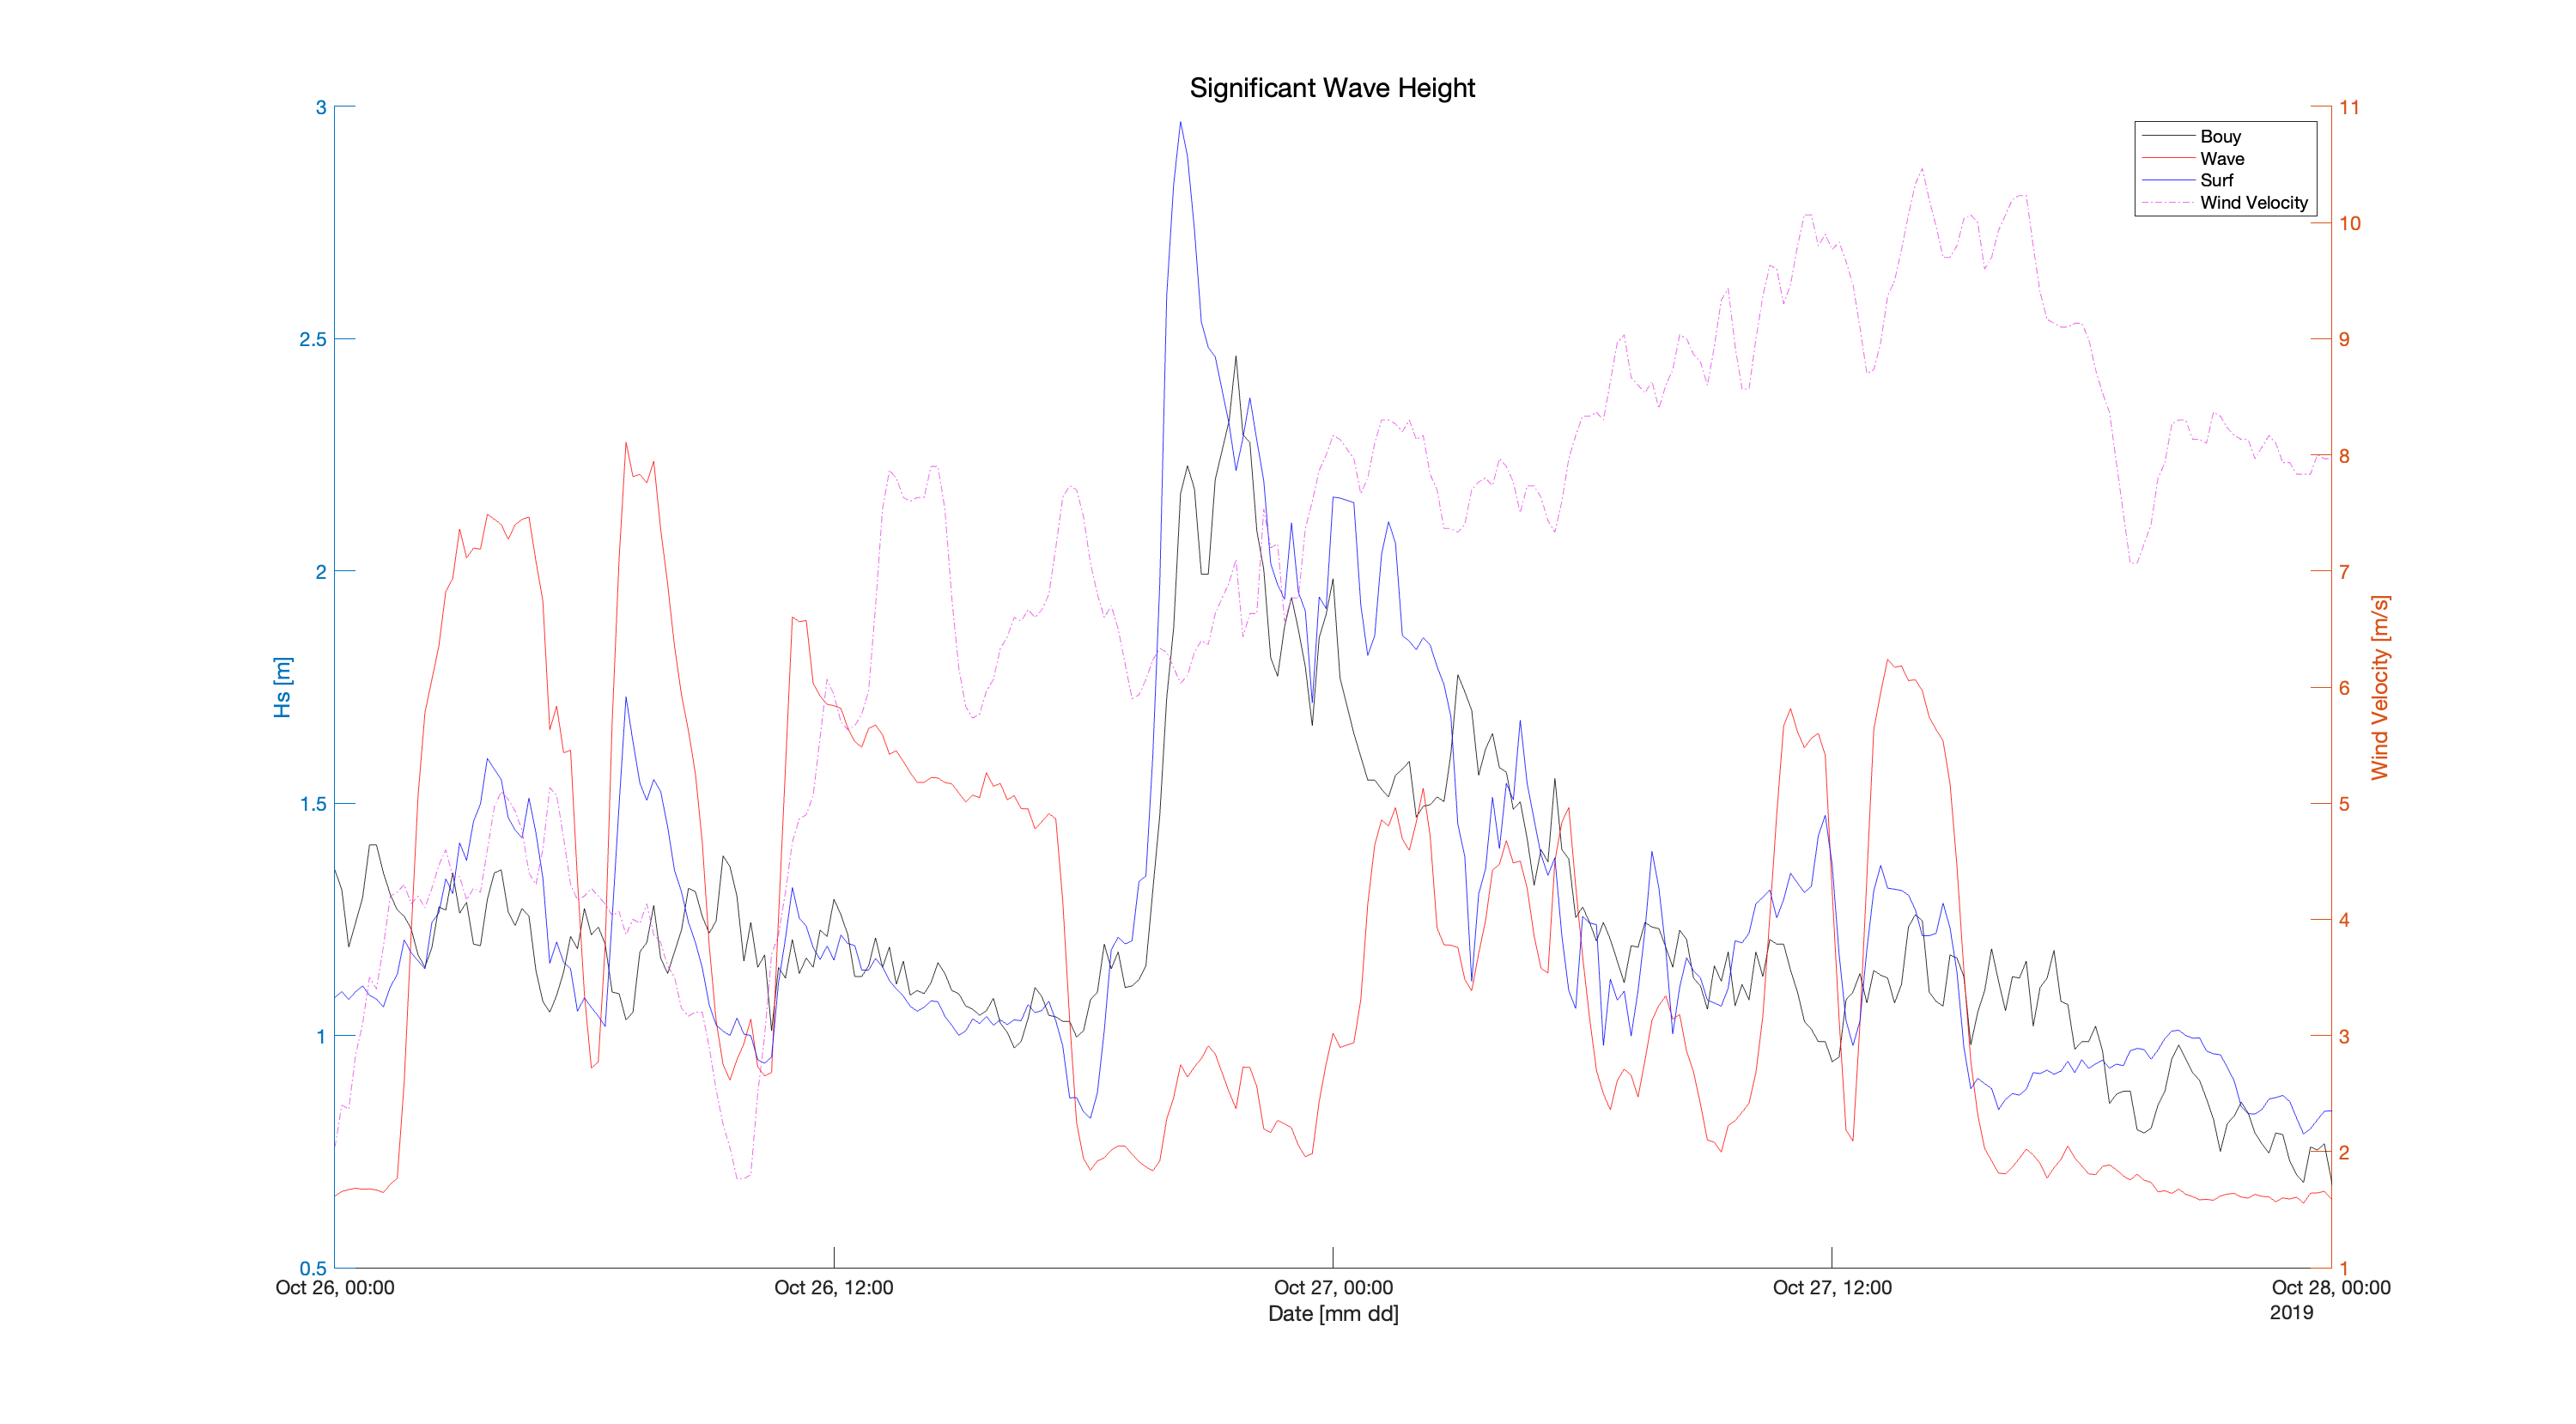 Significant Wave Height
3
2.5
2
1.5
1
0.5
Hs [m]
11
10
9
8
7
6
5
4
3
2
1
Wind Velocity [m/s]
Bouy
Wave
Surf
Wind Velocity
Oct 26, 00:00
Oct 26, 12:00
Oct 27, 00:00
Oct 27, 12:00
Oct 28, 00:00
Date [mm dd]
2019